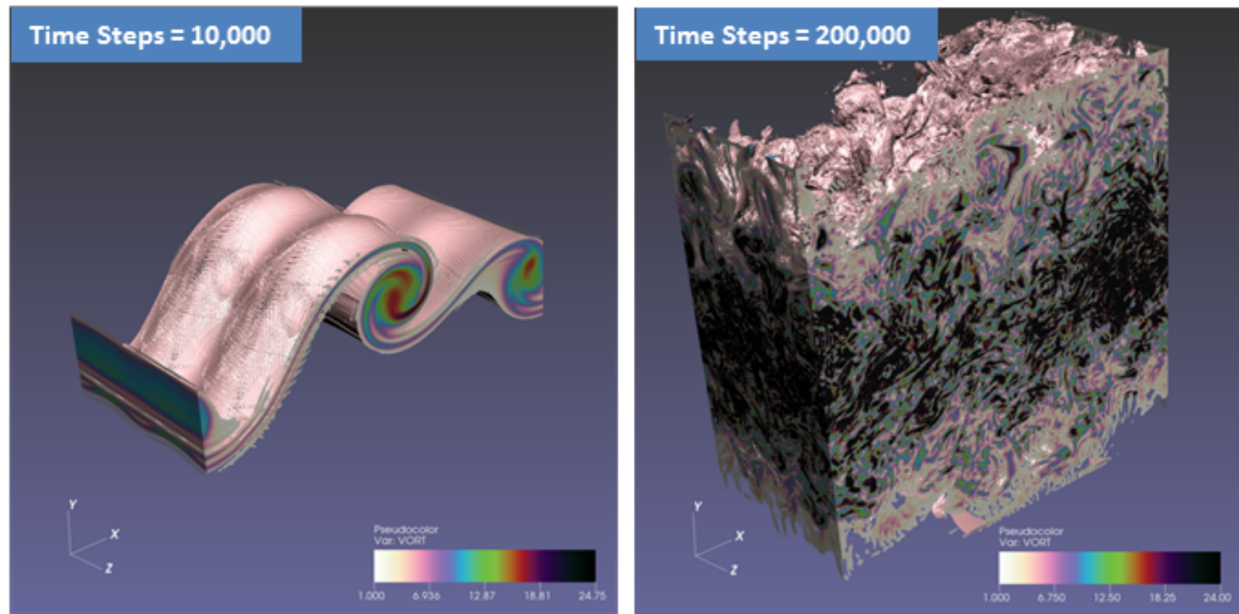 Time Steps = 10,000
Y
X
Z
Pseudocolor
Var: VORT
1.000 6.936 12.87 18.81 24.75
Time Steps = 200,000
Y
X
Z
Pseudocolor
Var: VORT
1.000 6.750 12.50 18.25 24.00